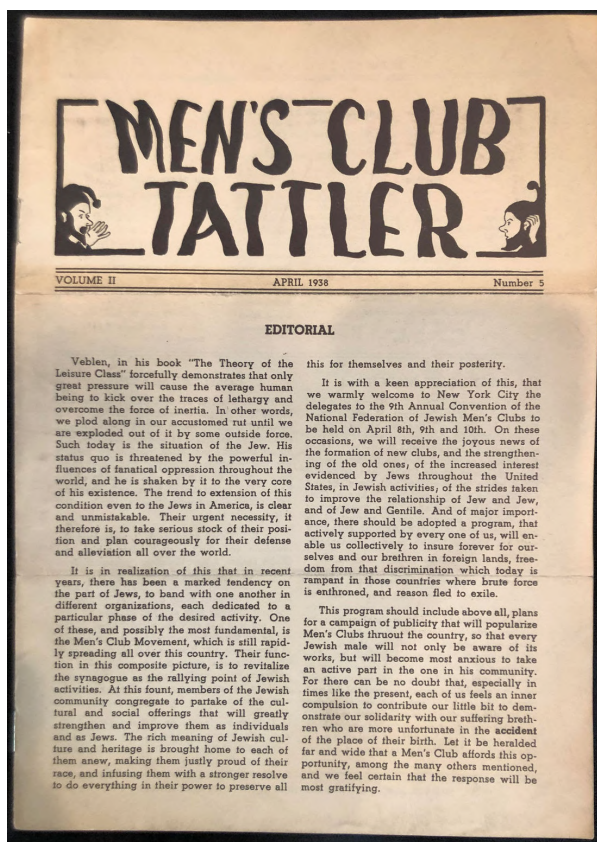 MEN'S CLUB
TATTLER
VOLUME II APRIL 1938 Number 5
EDITORIAL
Veblen, in his book "The Theory of the
Leisure Class" forcefully demonstrates that only
great pressure will cause the average human
being to kick over the traces of lethargy and
overcome the force of inertia. In other words,
we plod along in our accustomed rut until we
are exploded out of it by some outside force.
Such today is the situation of the Jew. His
status quo is threatened by the powerful in-
fluences of fanatical oppression throughout the
world, and he is shaken by it to the very core
of his existence. The trend to extension of this
condition even to the Jews in America, is clear
and unmistakable. Their urgent necessity, it
therefore is, to take serious stock of their posi-
tion and plan courageously for their defense
and alleviation all over the world.
It is in realization of this that in recent
years, there has been a marked tendency on
the part of Jews, to band with one another in
different organizations, each dedicated to a
particular phase of the desired activity. One
of these, and possibly the most fundamental, is
the Men's Club Movement, which is still rapid-
ly spreading all over this country. Their func-
tion in this composite picture, is to revitalize
the synagogue as the rallying point of Jewish
activities. At this fount, members of the Jewish
community congregate to partake of the cul-
tural and social offerings that will greatly
strengthen and improve them as individuals
and as Jews. The rich meaning of Jewish cul-
ture and heritage is brought home to each of
them anew, making them justly proud of their
race, and infusing them with a stronger resolve
to do everything in their power to preserve all
this for themselves and their posterity.
It is with a keen appreciation of this, that
we warmly welcome to New York City the
delegates to the 9th Annual Convention of the
National Federation of Jewish Men's Clubs to
be held on April 8th, 9th and 10th. On these
occasions, we will receive the joyous news of
the formation of new clubs, and the strengthen-
ing of the old ones; of the increased interest
evidenced by Jews throughout the United
States, in Jewish activities; of the strides taken
to improve the relationship of Jew and Jew,
and of Jew and Gentile. And of major import-
ance, there should be adopted a program, that
actively supported by every one of us, will en-
able us collectively to insure forever for our-
selves and our brethren in foreign lands, free-
dom from that discrimination which today is
rampant in those countries where brute force
is enthroned, and reason fled to exile.
This program should include above all, plans
for a campaign of publicity that will popularize
Men's Clubs thruout the country, so that every
Jewish male will not only be aware of its
works, but will become most anxious to take
an active part in the one in his community.
For there can be no doubt that, especially in
times like the present, each of us feels an inner
compulsion to contribute our little bit to dem-
onstrate our solidarity with our suffering breth-
ren who are more unfortunate in the accident
of the place of their birth. Let it be heralded
far and wide that a Men's Club affords this op-
portunity, among the many others mentioned,
and we feel certain that the response will be
most gratifying.